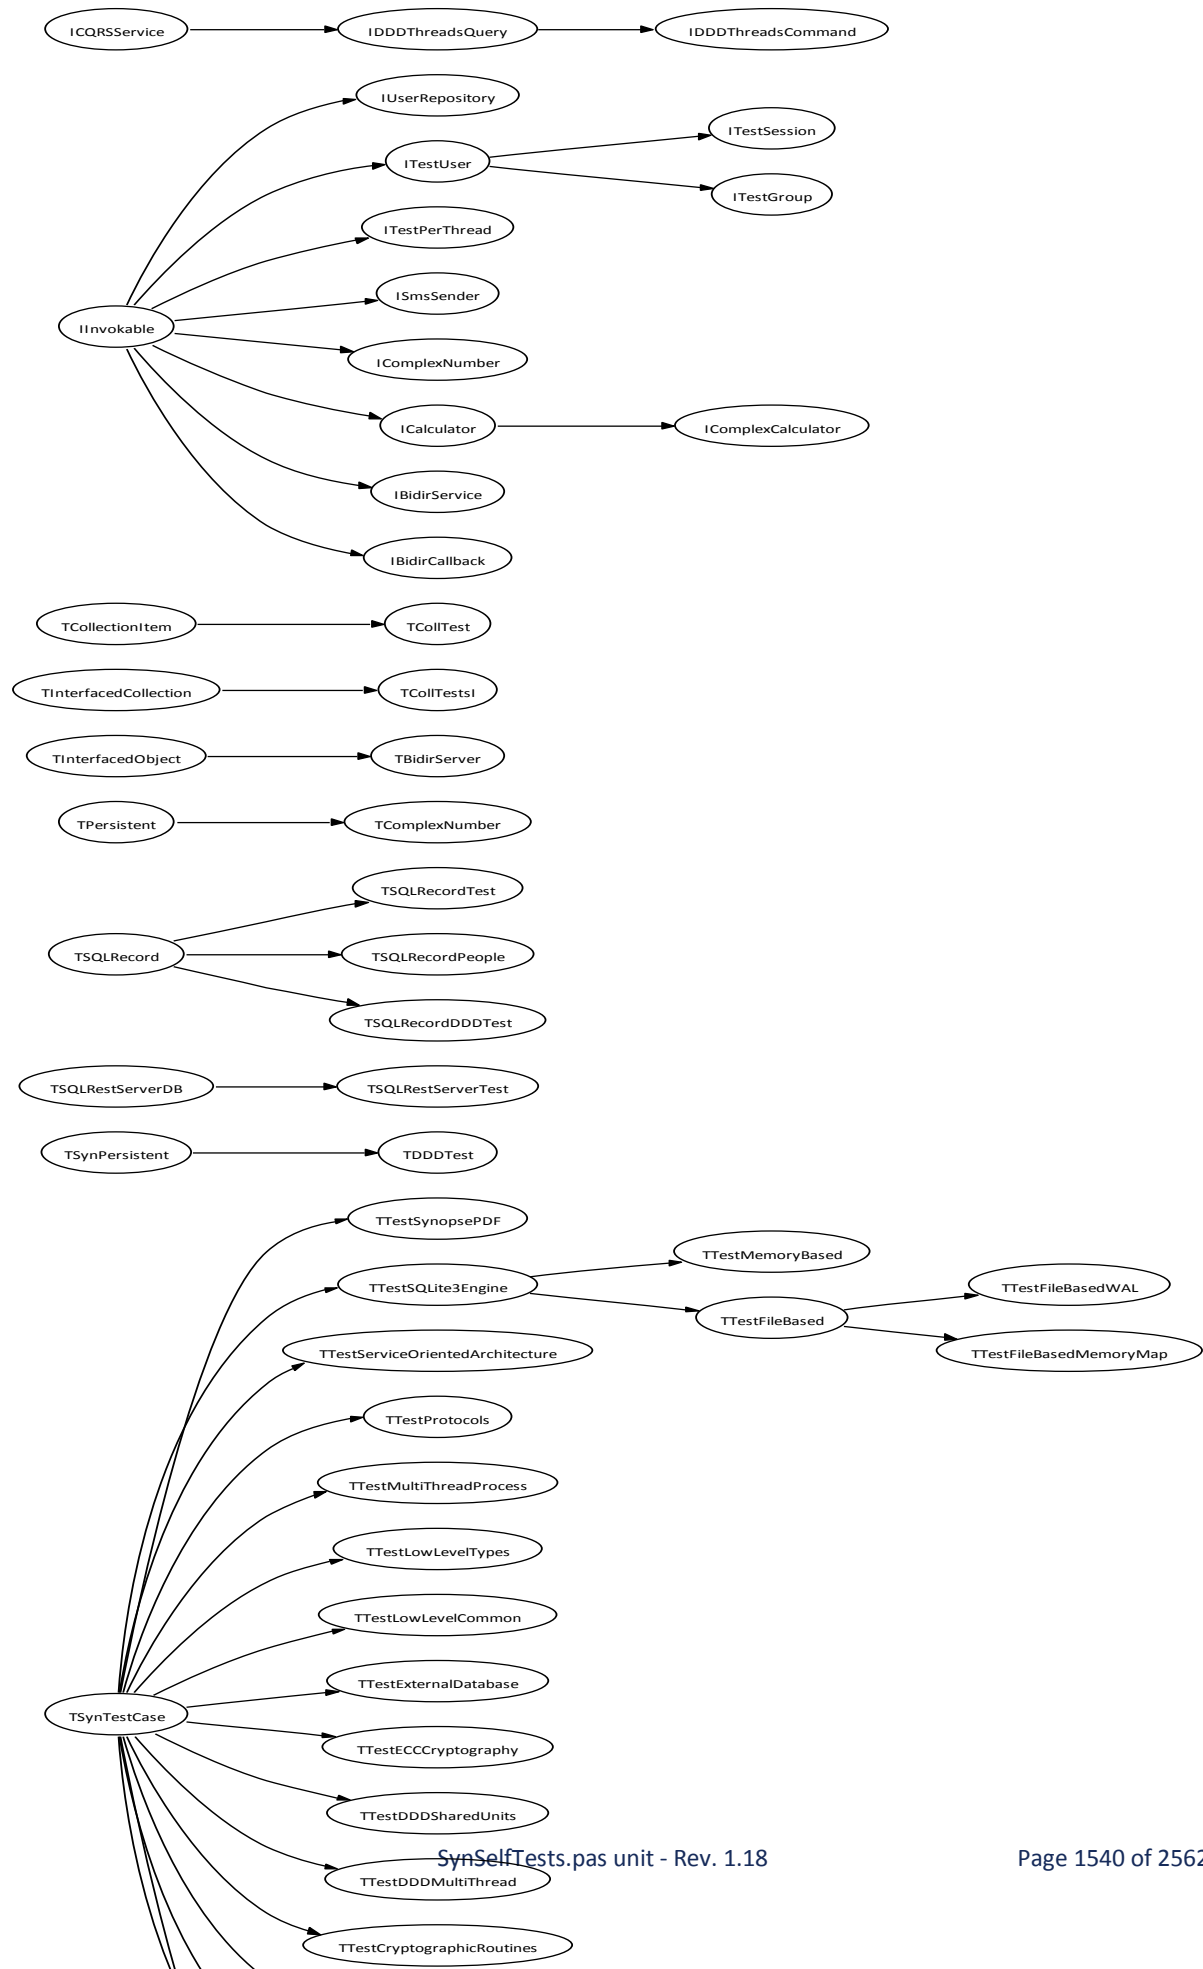 ICQRSService
IDDDThreadsQuery
IDDDThreadsCommand
IUserRepository
ITestSession
ITestUser
ITestGroup
ITestPerThread
ISmsSender
IInvokable
IComplexNumber
ICalculator
IComplexCalculator
IBidirService
IBidirCallback
TCollectionItem
TCollTest
TInterfacedCollection
TCollTestsI
TInterfacedObject
TBidirServer
TPersistent
TComplexNumber
TSQLRecordTest
TSQLRecord
TSQLRecordPeople
TSQLRecordDDDTest
TSQLRestServerDB
TSQLRestServerTest
TSynPersistent
TDDDTest
TTestSynopsePDF
TTestMemoryBased
TTestSQLite3Engine
TTestFileBasedWAL
TTestFileBased
TTestServiceOrientedArchitecture
TTestFileBasedMemoryMap
TTestProtocols
TTestMultiThreadProcess
TTestLowLevelTypes
TTestLowLevelCommon
TTestExternalDatabase
TSynTestCase
TTestECCCryptography
TTestDDDSharedUnits
SynSelfTests.pas unit - Rev. 1.18
Page 1540 of 2562
TTestDDDMultiThread
TTestCryptographicRoutines